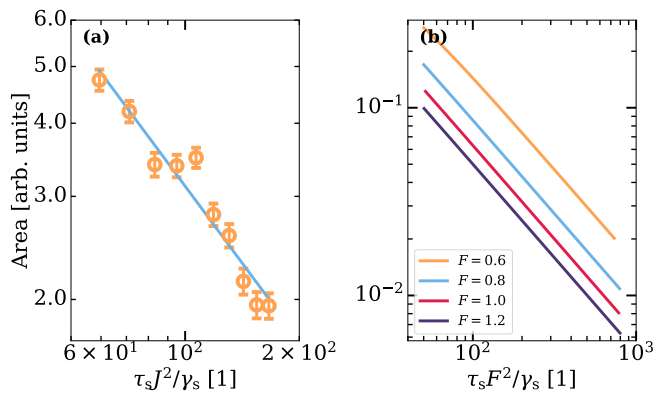 (a)
6.0
5.0
4.0
3.0
2.0
Area [arb. units]
6 × 10¹
10²
2 × 10²
τₛJ²/γₛ [1]
(b)
10⁻¹
10⁻²
F = 0.6
F = 0.8
F = 1.0
F = 1.2
10²
10³
τₛF²/γₛ [1]